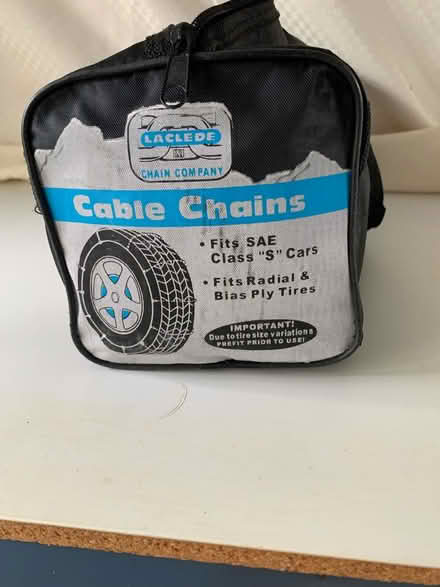 LACLEDE
CHAIN COMPANY
Cable Chains
• Fits SAE
Class "S" Cars
• Fits Radial &
Bias Ply Tires
IMPORTANT!
Due to tire size variations
PREFIT PRIOR TO USE!